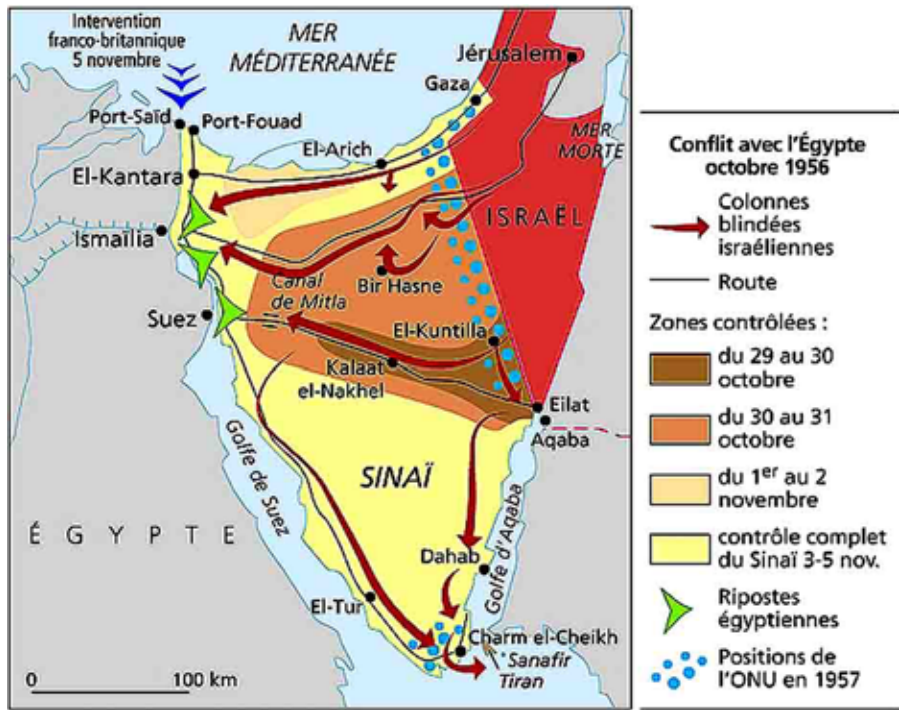 Intervention
franco-britannique
5 novembre
MER
MÉDITERRANÉE
Jérusalem
Gaza
Port-Saïd
Port-Fouad
El-Arich
MER
MORTE
El-Kantara
ISRAËL
Ismaïlia
Bir Hasne
Canal
de Mitla
Suez
El-Kuntilla
Kalaat
el-Nakhel
Eilat
Aqaba
SINAÏ
Golfe de Suez
Golfe d'Aqaba
ÉGYPTE
Dahab
El-Tur
Charm el-Cheikh
Sanafir
Tiran
0 100 km
Conflit avec l'Égypte
octobre 1956
Colonnes
blindées
israéliennes
Route
Zones contrôlées :
du 29 au 30
octobre
du 30 au 31
octobre
du 1er au 2
novembre
contrôle complet
du Sinaï 3-5 nov.
Ripostes
égyptiennes
Positions de
l'ONU en 1957